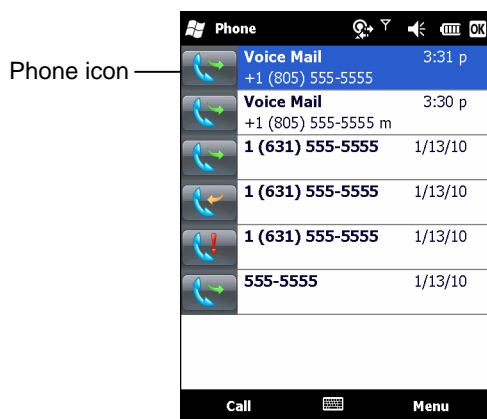 Phone
OK
Phone icon
Voice Mail 3:31 p
+1 (805) 555-5555
Voice Mail 3:30 p
+1 (805) 555-5555 m
1 (631) 555-5555 1/13/10
1 (631) 555-5555 1/13/10
1 (631) 555-5555 1/13/10
555-5555 1/13/10
Call Menu